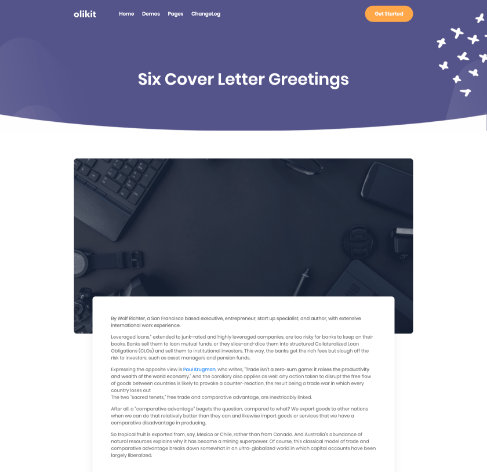 olikit
Home Demos Pages ChangeLog
Get Started
Six Cover Letter Greetings
By Wolf Richter, a San Francisco based executive, entrepreneur, start up specialist, and author, with extensive
international work experience.
Leveraged loans," extended to junk-rated and highly leveraged companies, are too risky for banks to keep on their
books. Banks sell them to loan mutual funds, or they slice-and-dice them into structured Collateralized Loan
Obligations (CLOs) and sell them to institutional investors. This way, the banks get the rich fees but slough off the
risk to investors, such as asset managers and pension funds.
Expressing the opposite view is Paul Krugman who writes, "Trade isn't a zero-sum game: it raises the productivity
and wealth of the world economy." And the corollary also applies as well: any action taken to disrupt the free flow
of goods between countries is likely to provoke a counter-reaction, the result being a trade war in which every
country loses out.
The two "sacred tenets," free trade and comparative advantage, are inextricably linked.
After all a "comparative advantage" begets the question, compared to what? We export goods to other nations
when we can do that relatively better than they can and likewise import goods or services that we have a
comparative disadvantage in producing.
So tropical fruit is exported from, say, Mexico or Chile, rather than from Canada. And Australia's abundance of
natural resources explains why it has become a mining superpower. Of course, this classical model of trade and
comparative advantage breaks down somewhat in an ultra-globalized world in which capital accounts have been
largely liberalized.